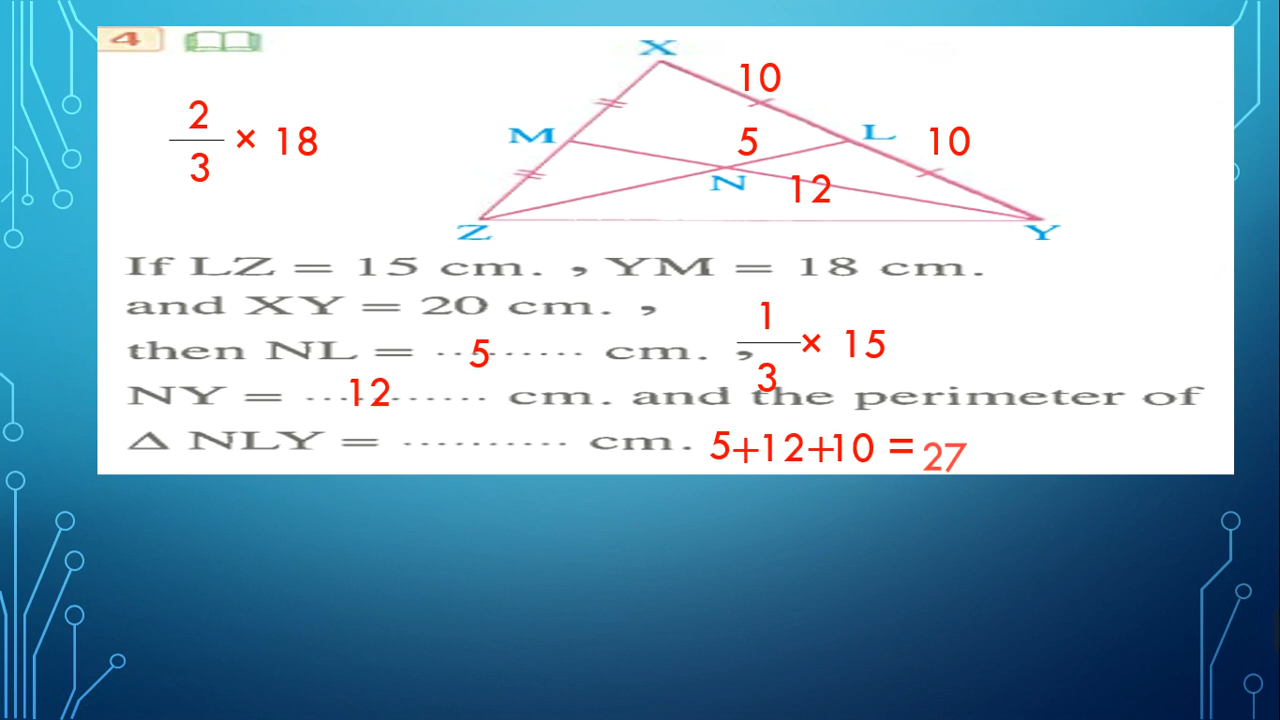 4
X
10
2/3 × 18
M 5 L 10
N 12
Z Y
If LZ = 15 cm. , YM = 18 cm.
and XY = 20 cm. ,
then NL = ...5...... cm. , 1/3 × 15
NY = ....12........ cm. and the perimeter of
Δ NLY = .......... cm. 5+12+10 = 27